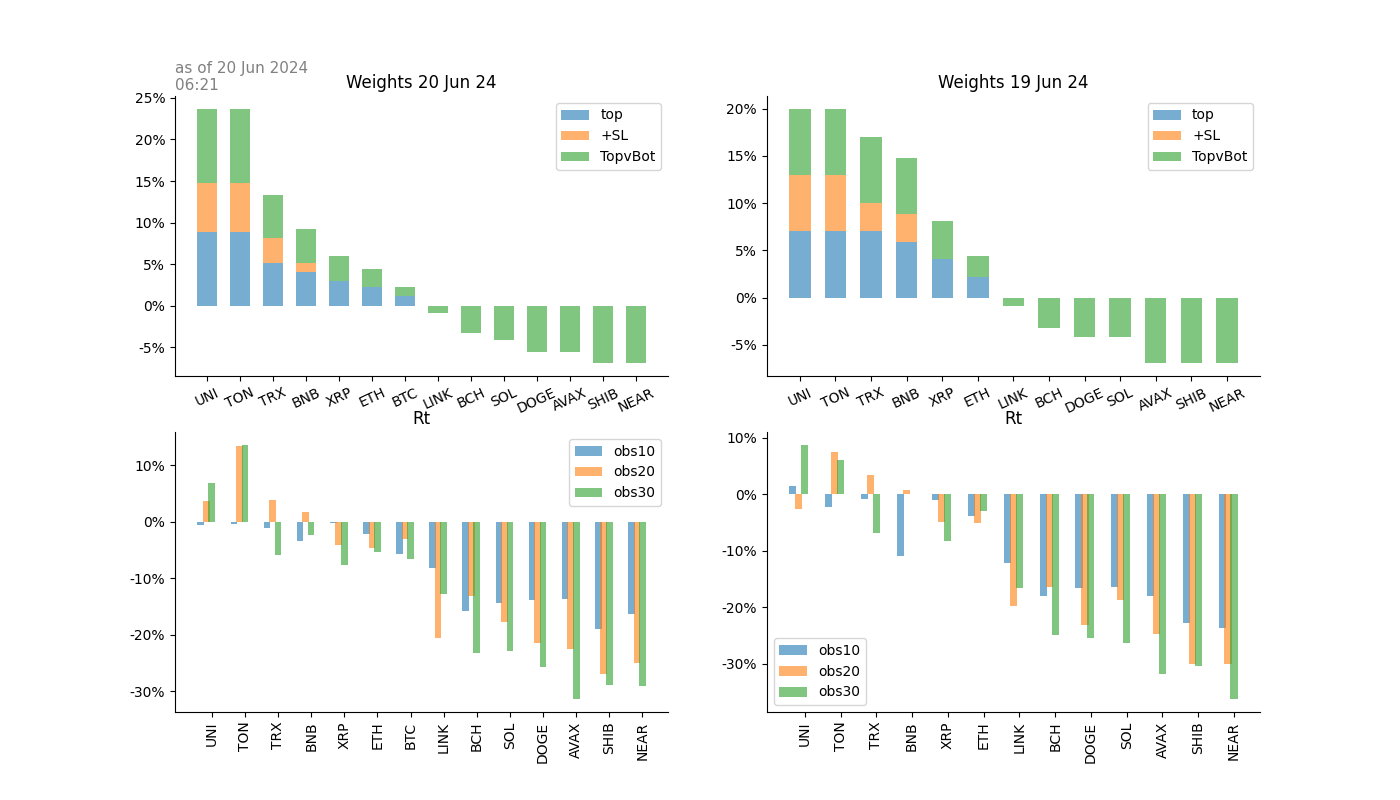 as of 20 Jun 2024
06:21
Weights 20 Jun 24
25%
20%
15%
10%
5%
0%
-5%
top
+SL
TopvBot
UNI TON TRX BNB XRP ETH BTC LINK BCH SOL DOGE AVAX SHIB NEAR
Weights 19 Jun 24
20%
15%
10%
5%
0%
-5%
top
+SL
TopvBot
UNI TON TRX BNB XRP ETH LINK BCH DOGE SOL AVAX SHIB NEAR
Rt
10%
0%
-10%
-20%
-30%
obs10
obs20
obs30
UNI TON TRX BNB XRP ETH BTC LINK BCH SOL DOGE AVAX SHIB NEAR
Rt
10%
0%
-10%
-20%
-30%
obs10
obs20
obs30
UNI TON TRX BNB XRP ETH LINK BCH DOGE SOL AVAX SHIB NEAR